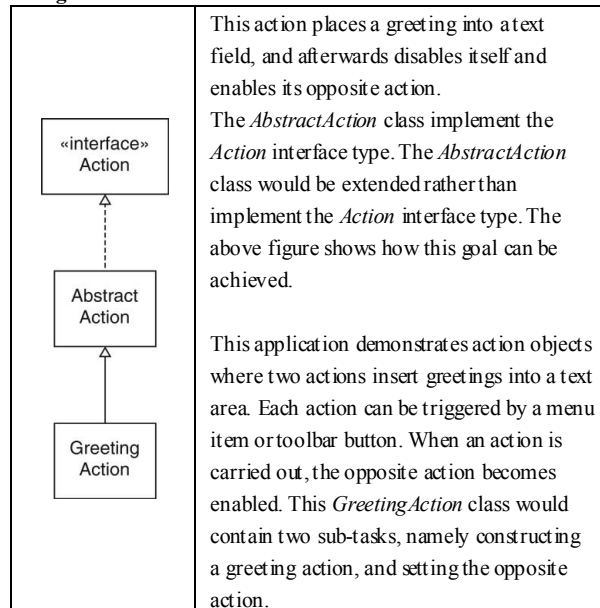 «interface»
Action
Abstract
Action
Greeting
Action
This action places a greeting into a text
field, and afterwards disables itself and
enables its opposite action.
The AbstractAction class implement the
Action interface type. The AbstractAction
class would be extended rather than
implement the Action interface type. The
above figure shows how this goal can be
achieved.
This application demonstrates action objects
where two actions insert greetings into a text
area. Each action can be triggered by a menu
item or toolbar button. When an action is
carried out, the opposite action becomes
enabled. This GreetingAction class would
contain two sub-tasks, namely constructing
a greeting action, and setting the opposite
action.